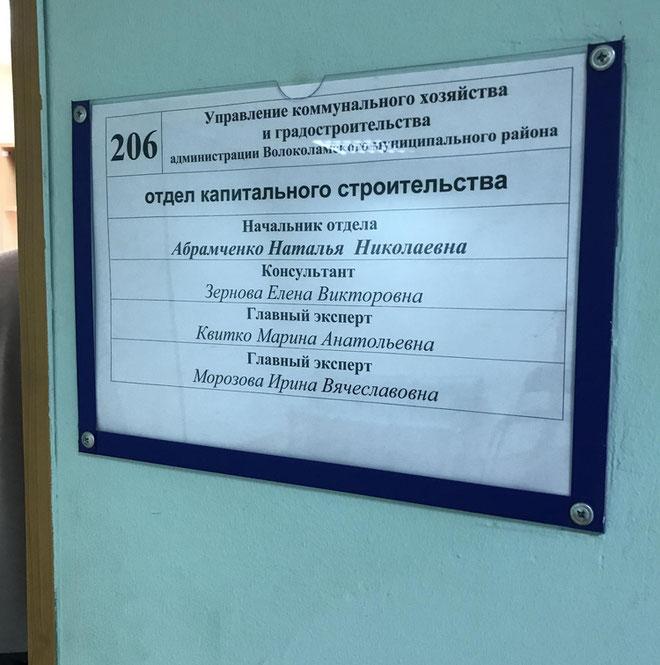 206
Управление коммунального хозяйства
и градостроительства
администрации Волоколамского муниципального района
отдел капитального строительства
Начальник отдела
Абрамченко Наталья Николаевна
Консультант
Зернова Елена Викторовна
Главный эксперт
Квитко Марина Анатольевна
Главный эксперт
Морозова Ирина Вячеславовна